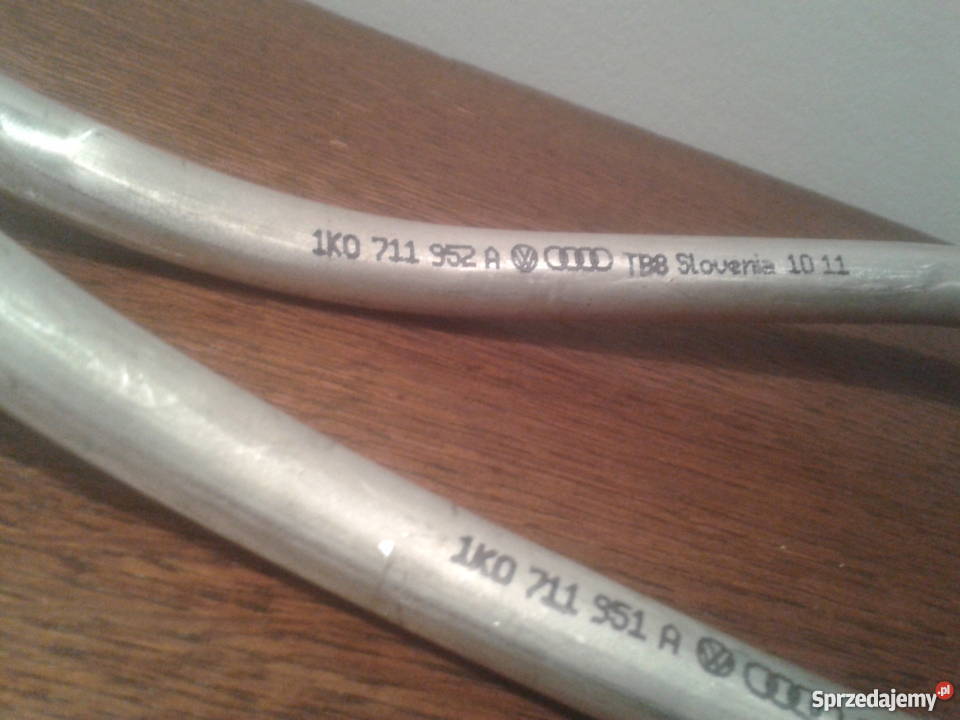 1K0 711 952 A TB8 Slovenia 10 11
1K0 711 951 A
Sprzedajemy.pl